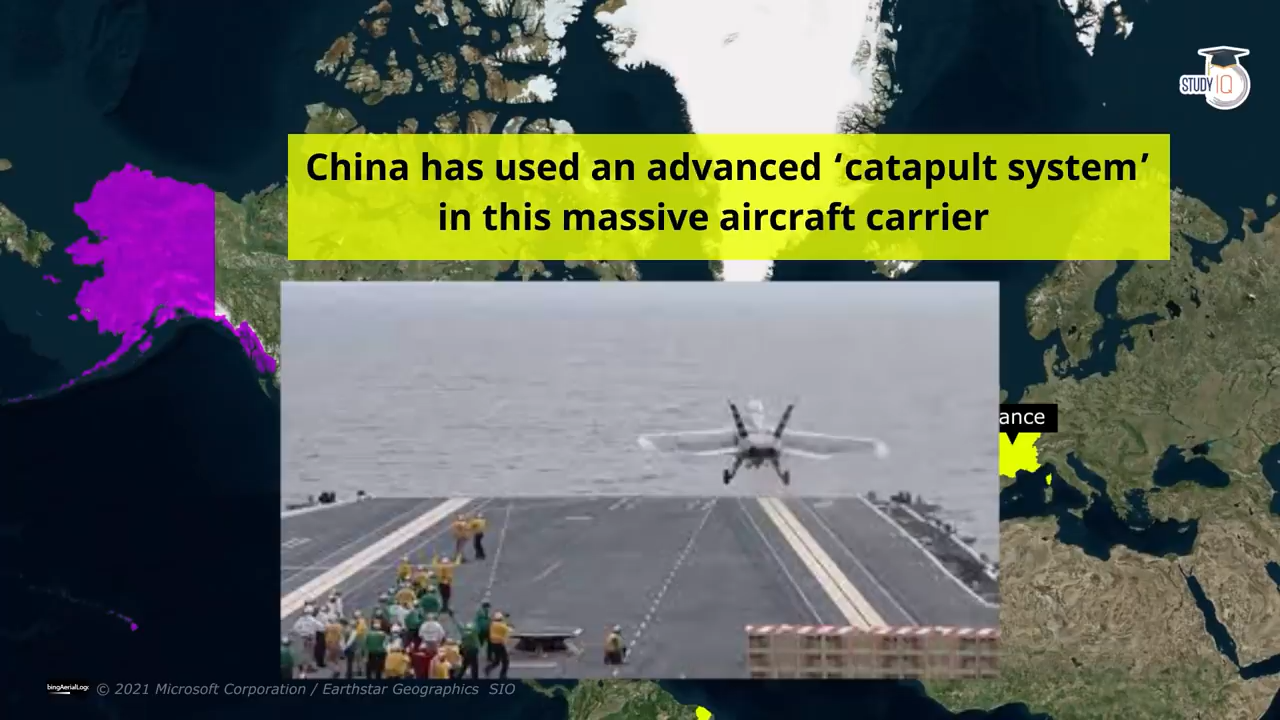 STUDY IQ
China has used an advanced ‘catapult system’
in this massive aircraft carrier
ance
© 2021 Microsoft Corporation / Earthstar Geographics SIO